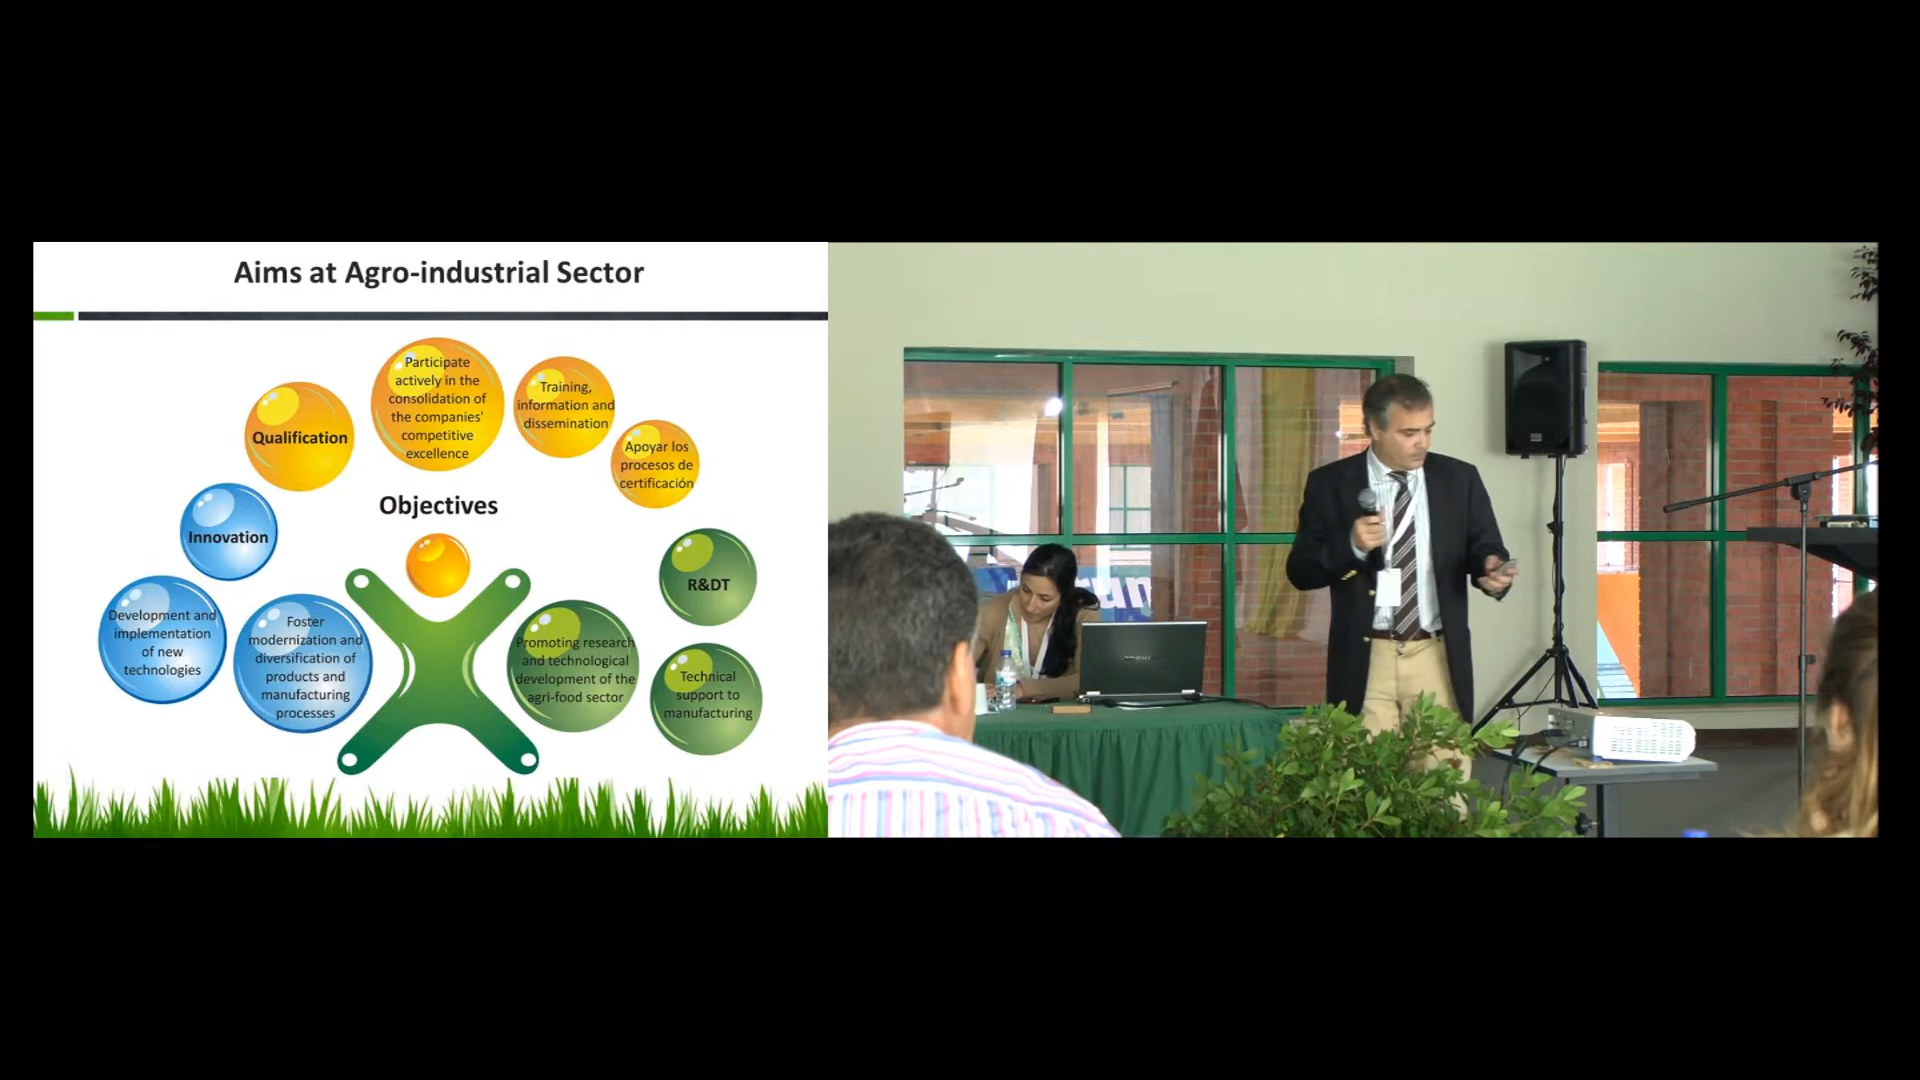 Aims at Agro-industrial Sector
Participate
actively in the
consolidation of
the companies'
competitive
excellence
Training,
information and
dissemination
Qualification
Apoyar los
procesos de
certificación
Objectives
Innovation
R&DT
Development and
implementation
of new
technologies
Foster
modernization and
diversification of
products and
manufacturing
processes
Promoting research
and technological
development of the
agri-food sector
Technical
support to
manufacturing